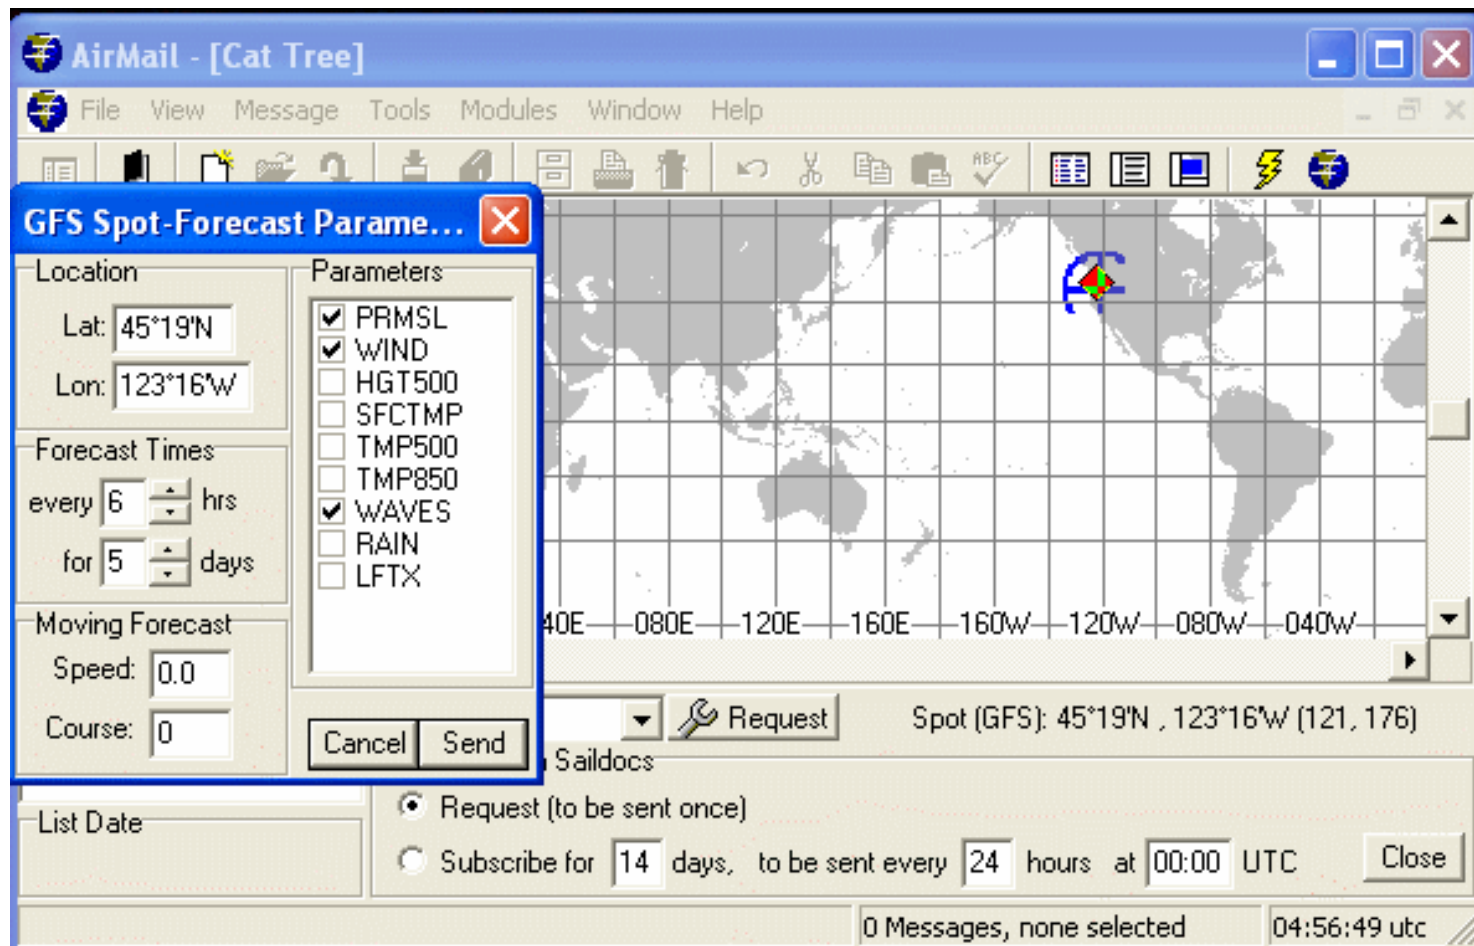 AirMail - [Cat Tree]
File View Message Tools Modules Window Help
ABC
GFS Spot-Forecast Parame...
Location
Lat: 45°19'N
Lon: 123°16'W
Forecast Times
every 6 hrs
for 5 days
Moving Forecast
Speed: 0.0
Course: 0
Parameters
PRMSL
WIND
HGT500
SFCTMP
TMP500
TMP850
WAVES
RAIN
LFTX
Cancel Send
40E 080E 120E 160E 160W 120W 080W 040W
Request Spot (GFS): 45°19'N , 123°16'W (121, 176)
Saildocs
Request (to be sent once)
Subscribe for 14 days, to be sent every 24 hours at 00:00 UTC Close
List Date
0 Messages, none selected 04:56:49 utc